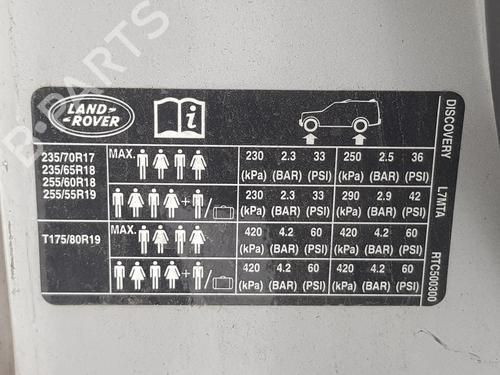 LAND-
-ROVER
i
235/70R17
235/65R18
255/60R18
255/55R19
MAX.
230 2.3 33 250 2.5 36
(kPa) (BAR) (PSI) (kPa) (BAR) (PSI)
+ /
230 2.3 33 290 2.9 42
(kPa) (BAR) (PSI) (kPa) (BAR) (PSI)
T175/80R19
MAX.
420 4.2 60 420 4.2 60
(kPa) (BAR) (PSI) (kPa) (BAR) (PSI)
+ /
420 4.2 60 420 4.2 60
(kPa) (BAR) (PSI) (kPa) (BAR) (PSI)
DISCOVERY L7MTA RTC500300
B-PARTS